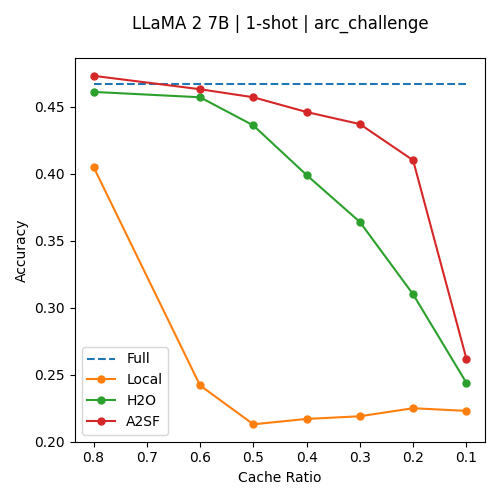 LLaMA 2 7B | 1-shot | arc_challenge
0.45
0.40
0.35
0.30
0.25
0.20
Accuracy
Full
Local
H2O
A2SF
0.8 0.7 0.6 0.5 0.4 0.3 0.2 0.1
Cache Ratio